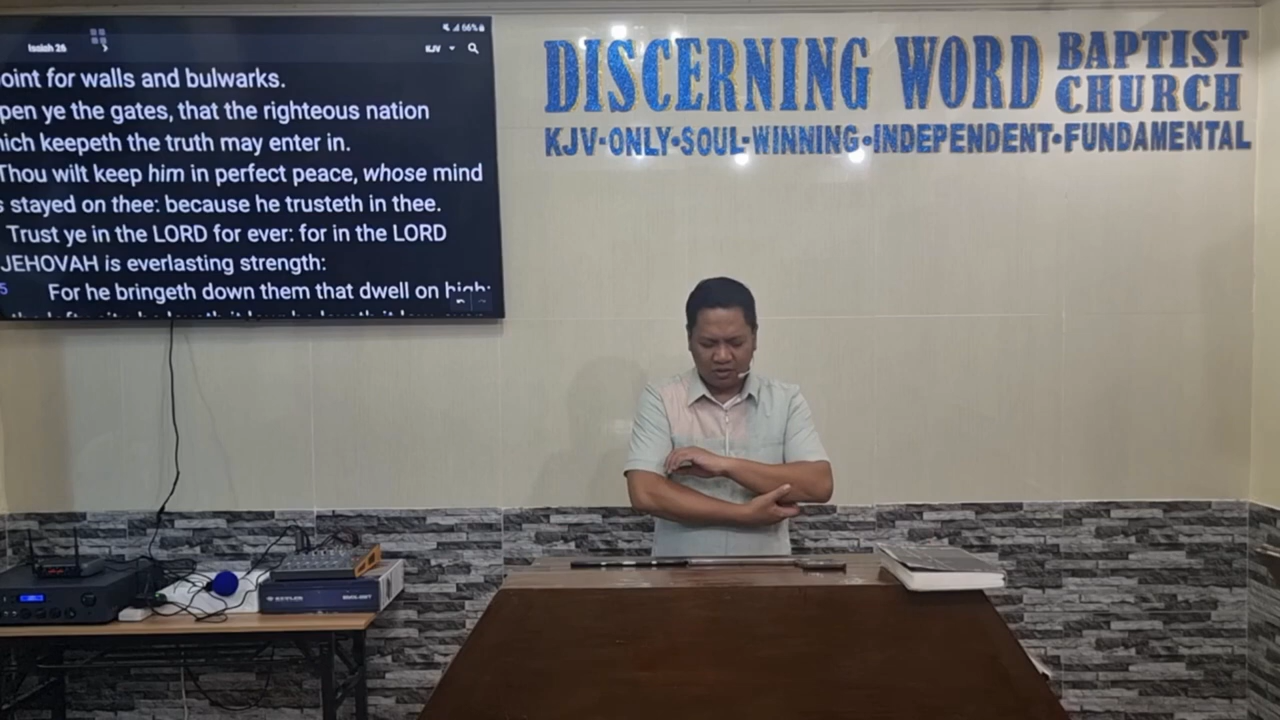 66%
Isaiah 26
KJV
oint for walls and bulwarks.
pen ye the gates, that the righteous nation
hich keepeth the truth may enter in.
Thou wilt keep him in perfect peace, whose mind
s stayed on thee: because he trusteth in thee.
Trust ye in the LORD for ever: for in the LORD
JEHOVAH is everlasting strength:
5 For he bringeth down them that dwell on high:
DISCERNING WORD BAPTIST CHURCH
KJV-ONLY•SOUL-WINNING•INDEPENDENT•FUNDAMENTAL